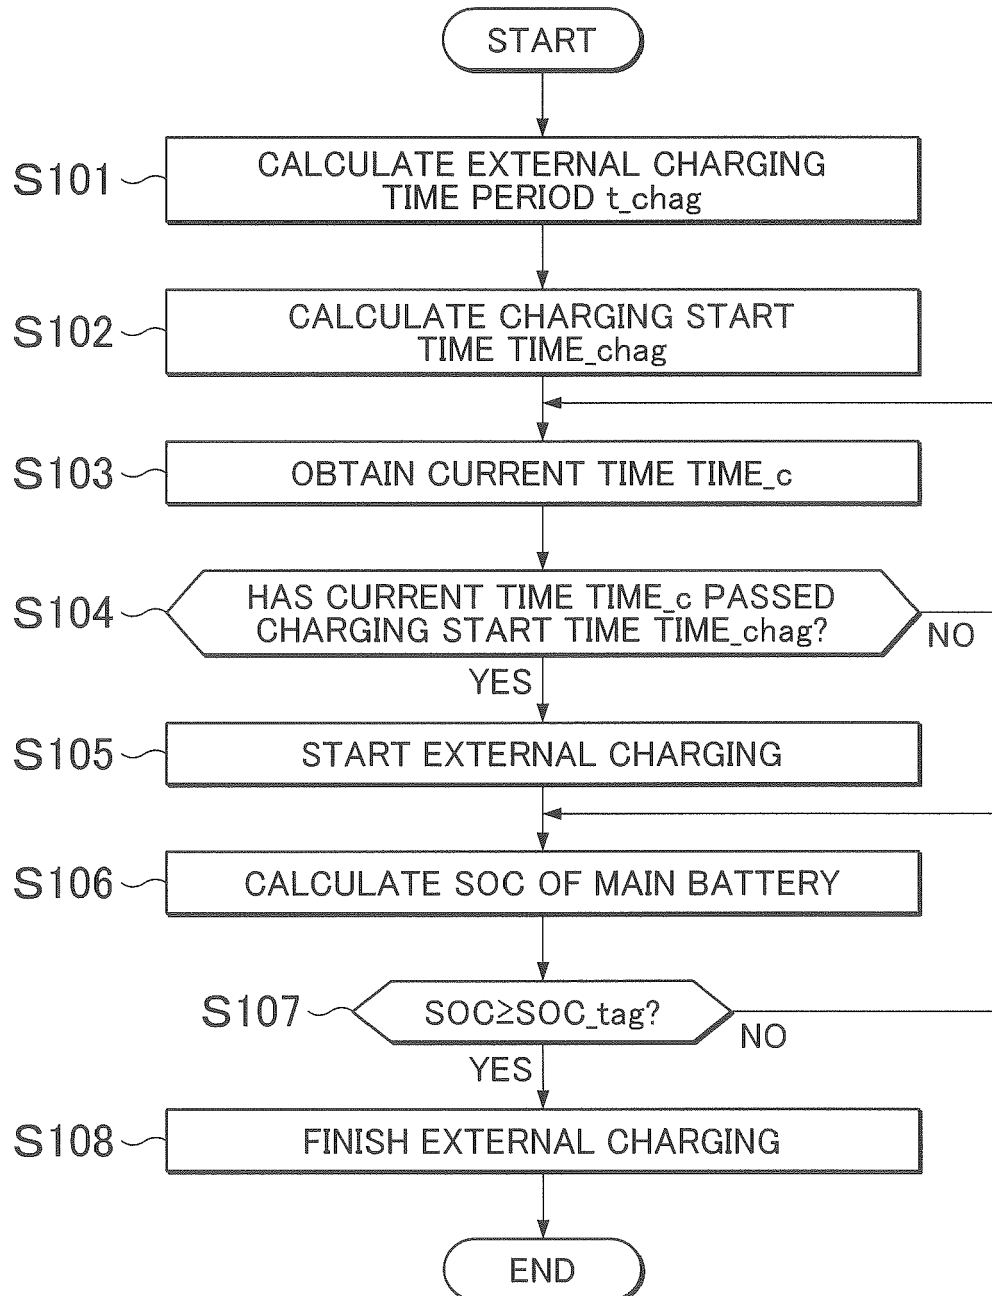 START
S101
CALCULATE EXTERNAL CHARGING
TIME PERIOD t_chag
S102
CALCULATE CHARGING START
TIME TIME_chag
S103
OBTAIN CURRENT TIME TIME_c
S104
HAS CURRENT TIME TIME_c PASSED
CHARGING START TIME TIME_chag?
NO
YES
S105
START EXTERNAL CHARGING
S106
CALCULATE SOC OF MAIN BATTERY
S107
SOC≥SOC_tag?
NO
YES
S108
FINISH EXTERNAL CHARGING
END